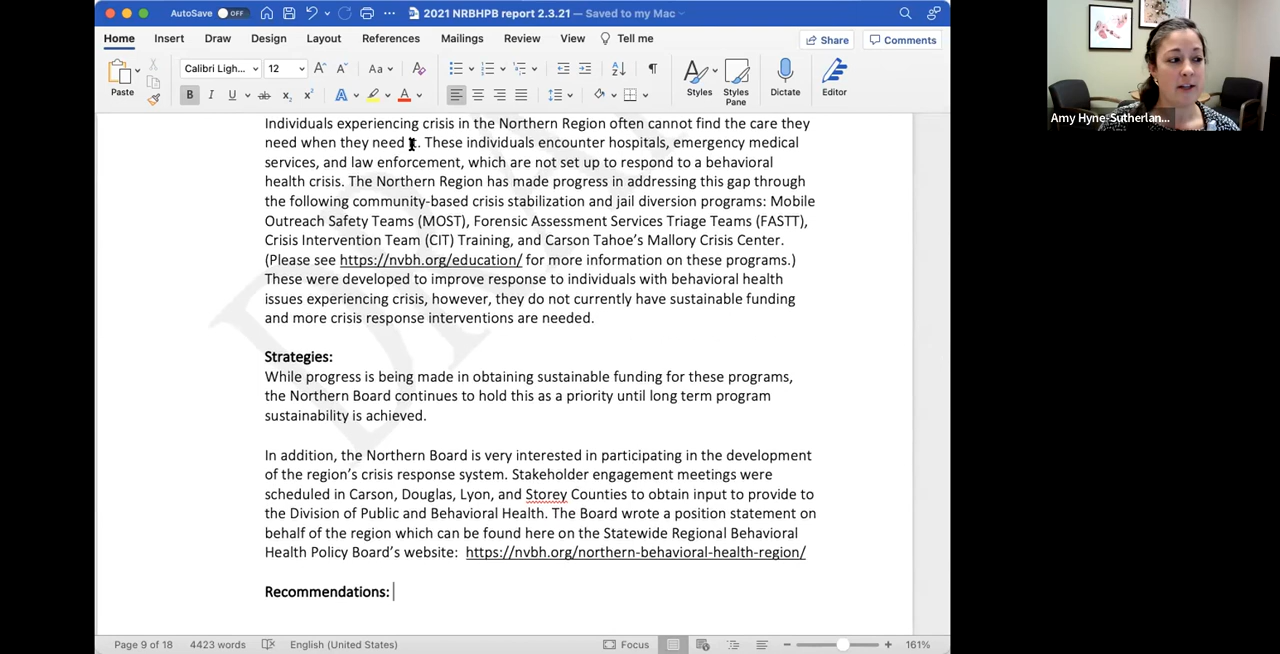 AutoSave OFF 2021 NRBHPB report 2.3.21 — Saved to my Mac
Home Insert Draw Design Layout References Mailings Review View Tell me Share Comments
Calibri Ligh... 12
Paste Styles Styles Pane Dictate Editor
Individuals experiencing crisis in the Northern Region often cannot find the care they
need when they need it. These individuals encounter hospitals, emergency medical
services, and law enforcement, which are not set up to respond to a behavioral
health crisis. The Northern Region has made progress in addressing this gap through
the following community-based crisis stabilization and jail diversion programs: Mobile
Outreach Safety Teams (MOST), Forensic Assessment Services Triage Teams (FASTT),
Crisis Intervention Team (CIT) Training, and Carson Tahoe’s Mallory Crisis Center.
(Please see https://nvbh.org/education/ for more information on these programs.)
These were developed to improve response to individuals with behavioral health
issues experiencing crisis, however, they do not currently have sustainable funding
and more crisis response interventions are needed.
Strategies:
While progress is being made in obtaining sustainable funding for these programs,
the Northern Board continues to hold this as a priority until long term program
sustainability is achieved.
In addition, the Northern Board is very interested in participating in the development
of the region’s crisis response system. Stakeholder engagement meetings were
scheduled in Carson, Douglas, Lyon, and Storey Counties to obtain input to provide to
the Division of Public and Behavioral Health. The Board wrote a position statement on
behalf of the region which can be found here on the Statewide Regional Behavioral
Health Policy Board’s website: https://nvbh.org/northern-behavioral-health-region/
Recommendations:
Page 9 of 18 4423 words English (United States) Focus 161%
Amy Hyne-Sutherlan...